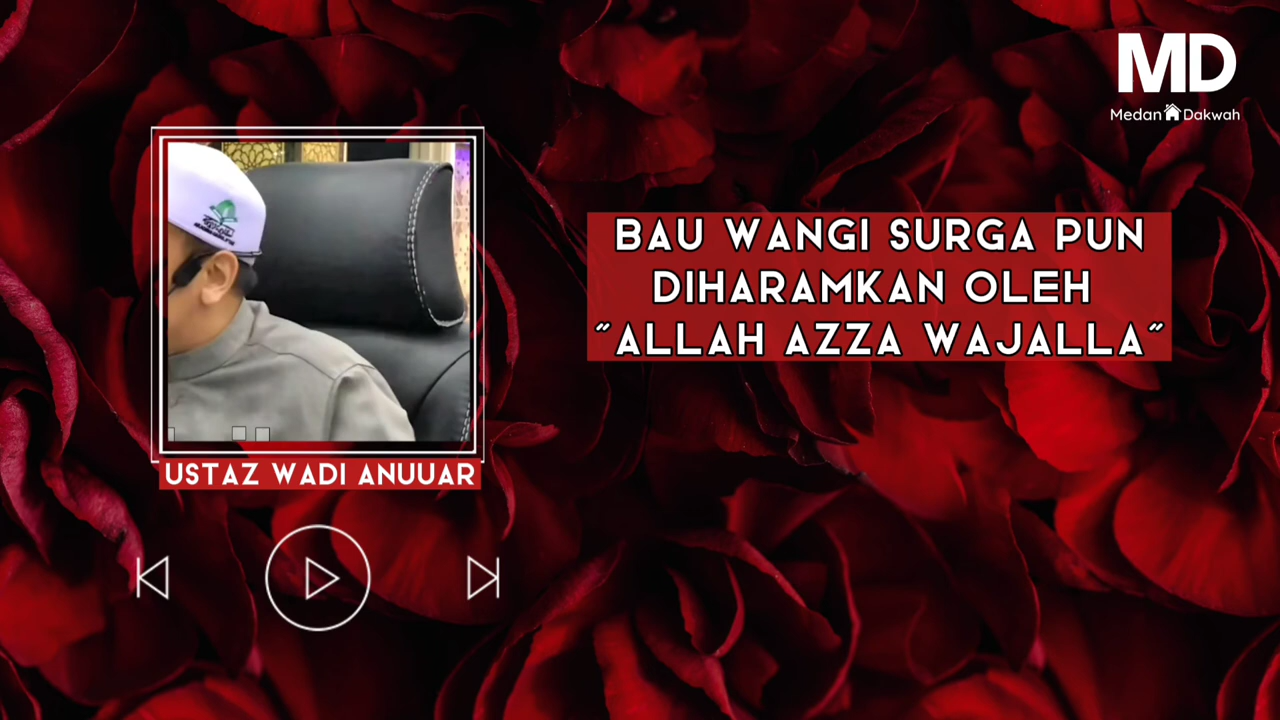 MD
Medan Dakwah
BAU WANGI SURGA PUN
DIHARAMKAN OLEH
"ALLAH AZZA WAJALLA"
USTAZ WADI ANUUAR